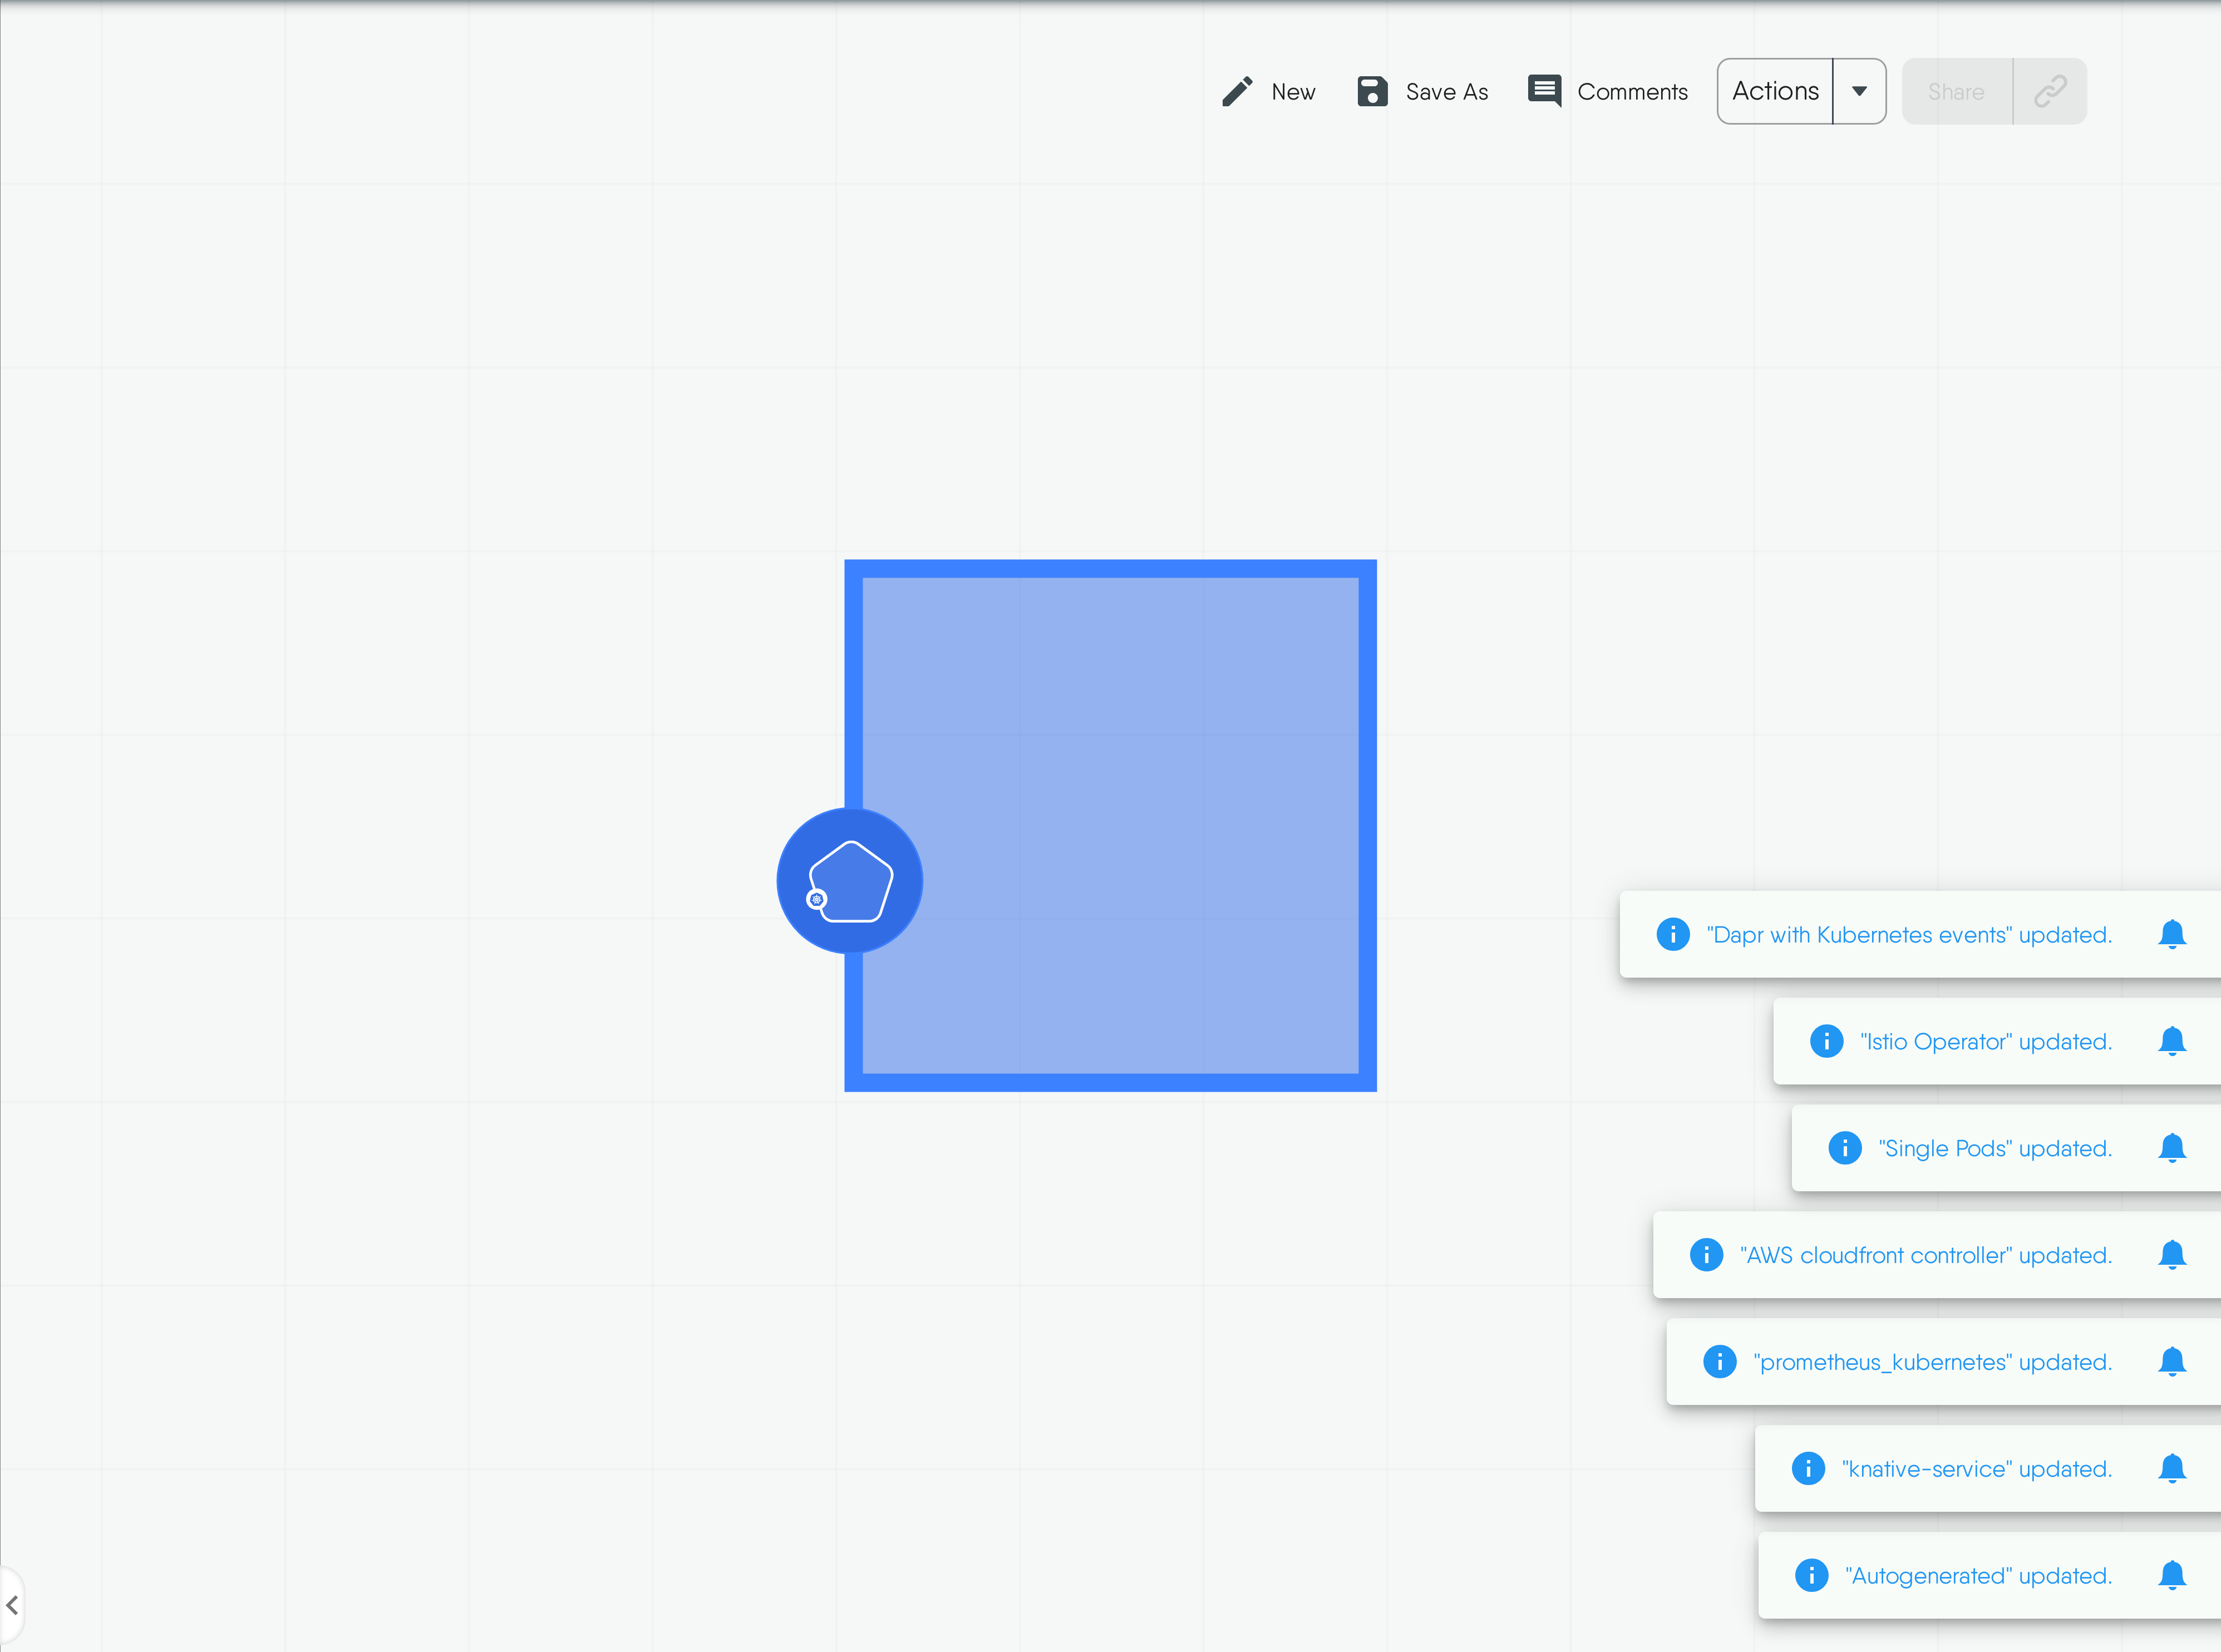 New Save As Comments Actions Share
"Dapr with Kubernetes events" updated.
"Istio Operator" updated.
"Single Pods" updated.
"AWS cloudfront controller" updated.
"prometheus_kubernetes" updated.
"knative-service" updated.
"Autogenerated" updated.